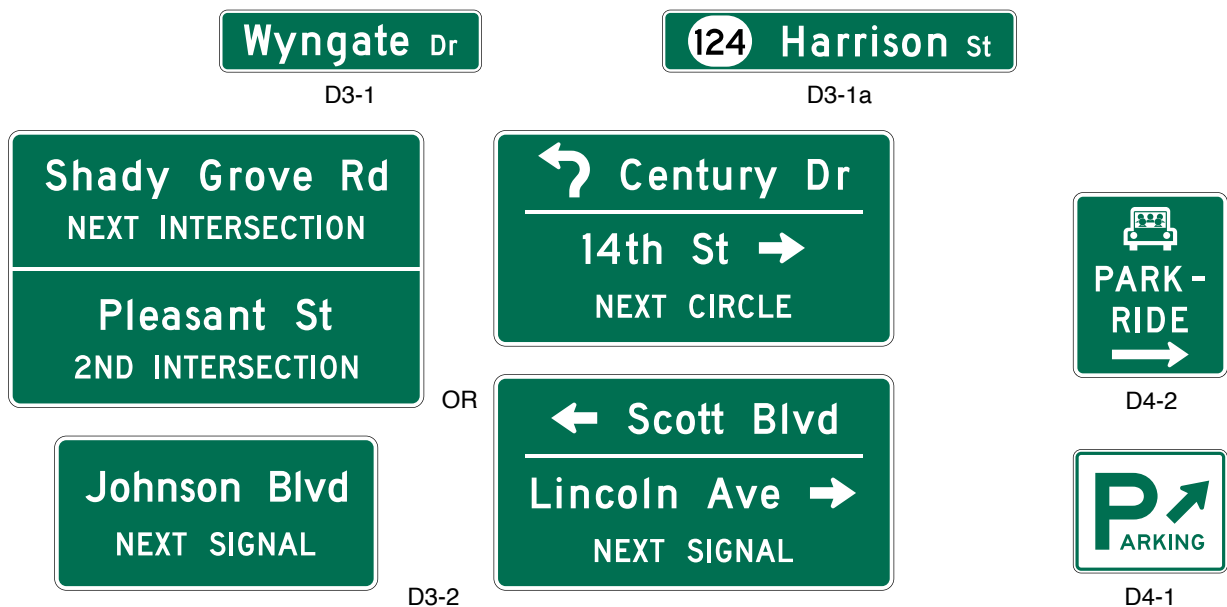 Wyngate Dr
D3-1
124 Harrison St
D3-1a
Shady Grove Rd
NEXT INTERSECTION
Pleasant St
2ND INTERSECTION
Century Dr
14th St
NEXT CIRCLE
OR
Johnson Blvd
NEXT SIGNAL
Scott Blvd
Lincoln Ave
NEXT SIGNAL
D3-2
PARK-
RIDE
D4-2
PARKING
D4-1